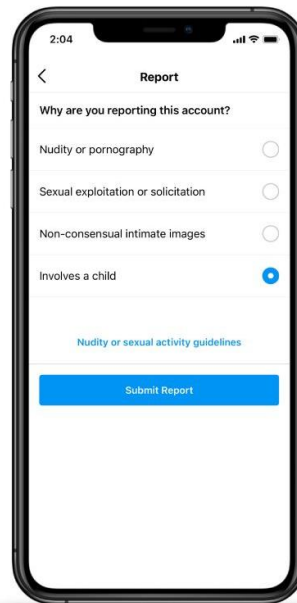 2:04
Report
Why are you reporting this account?
Nudity or pornography
Sexual exploitation or solicitation
Non-consensual intimate images
Involves a child
Nudity or sexual activity guidelines
Submit Report